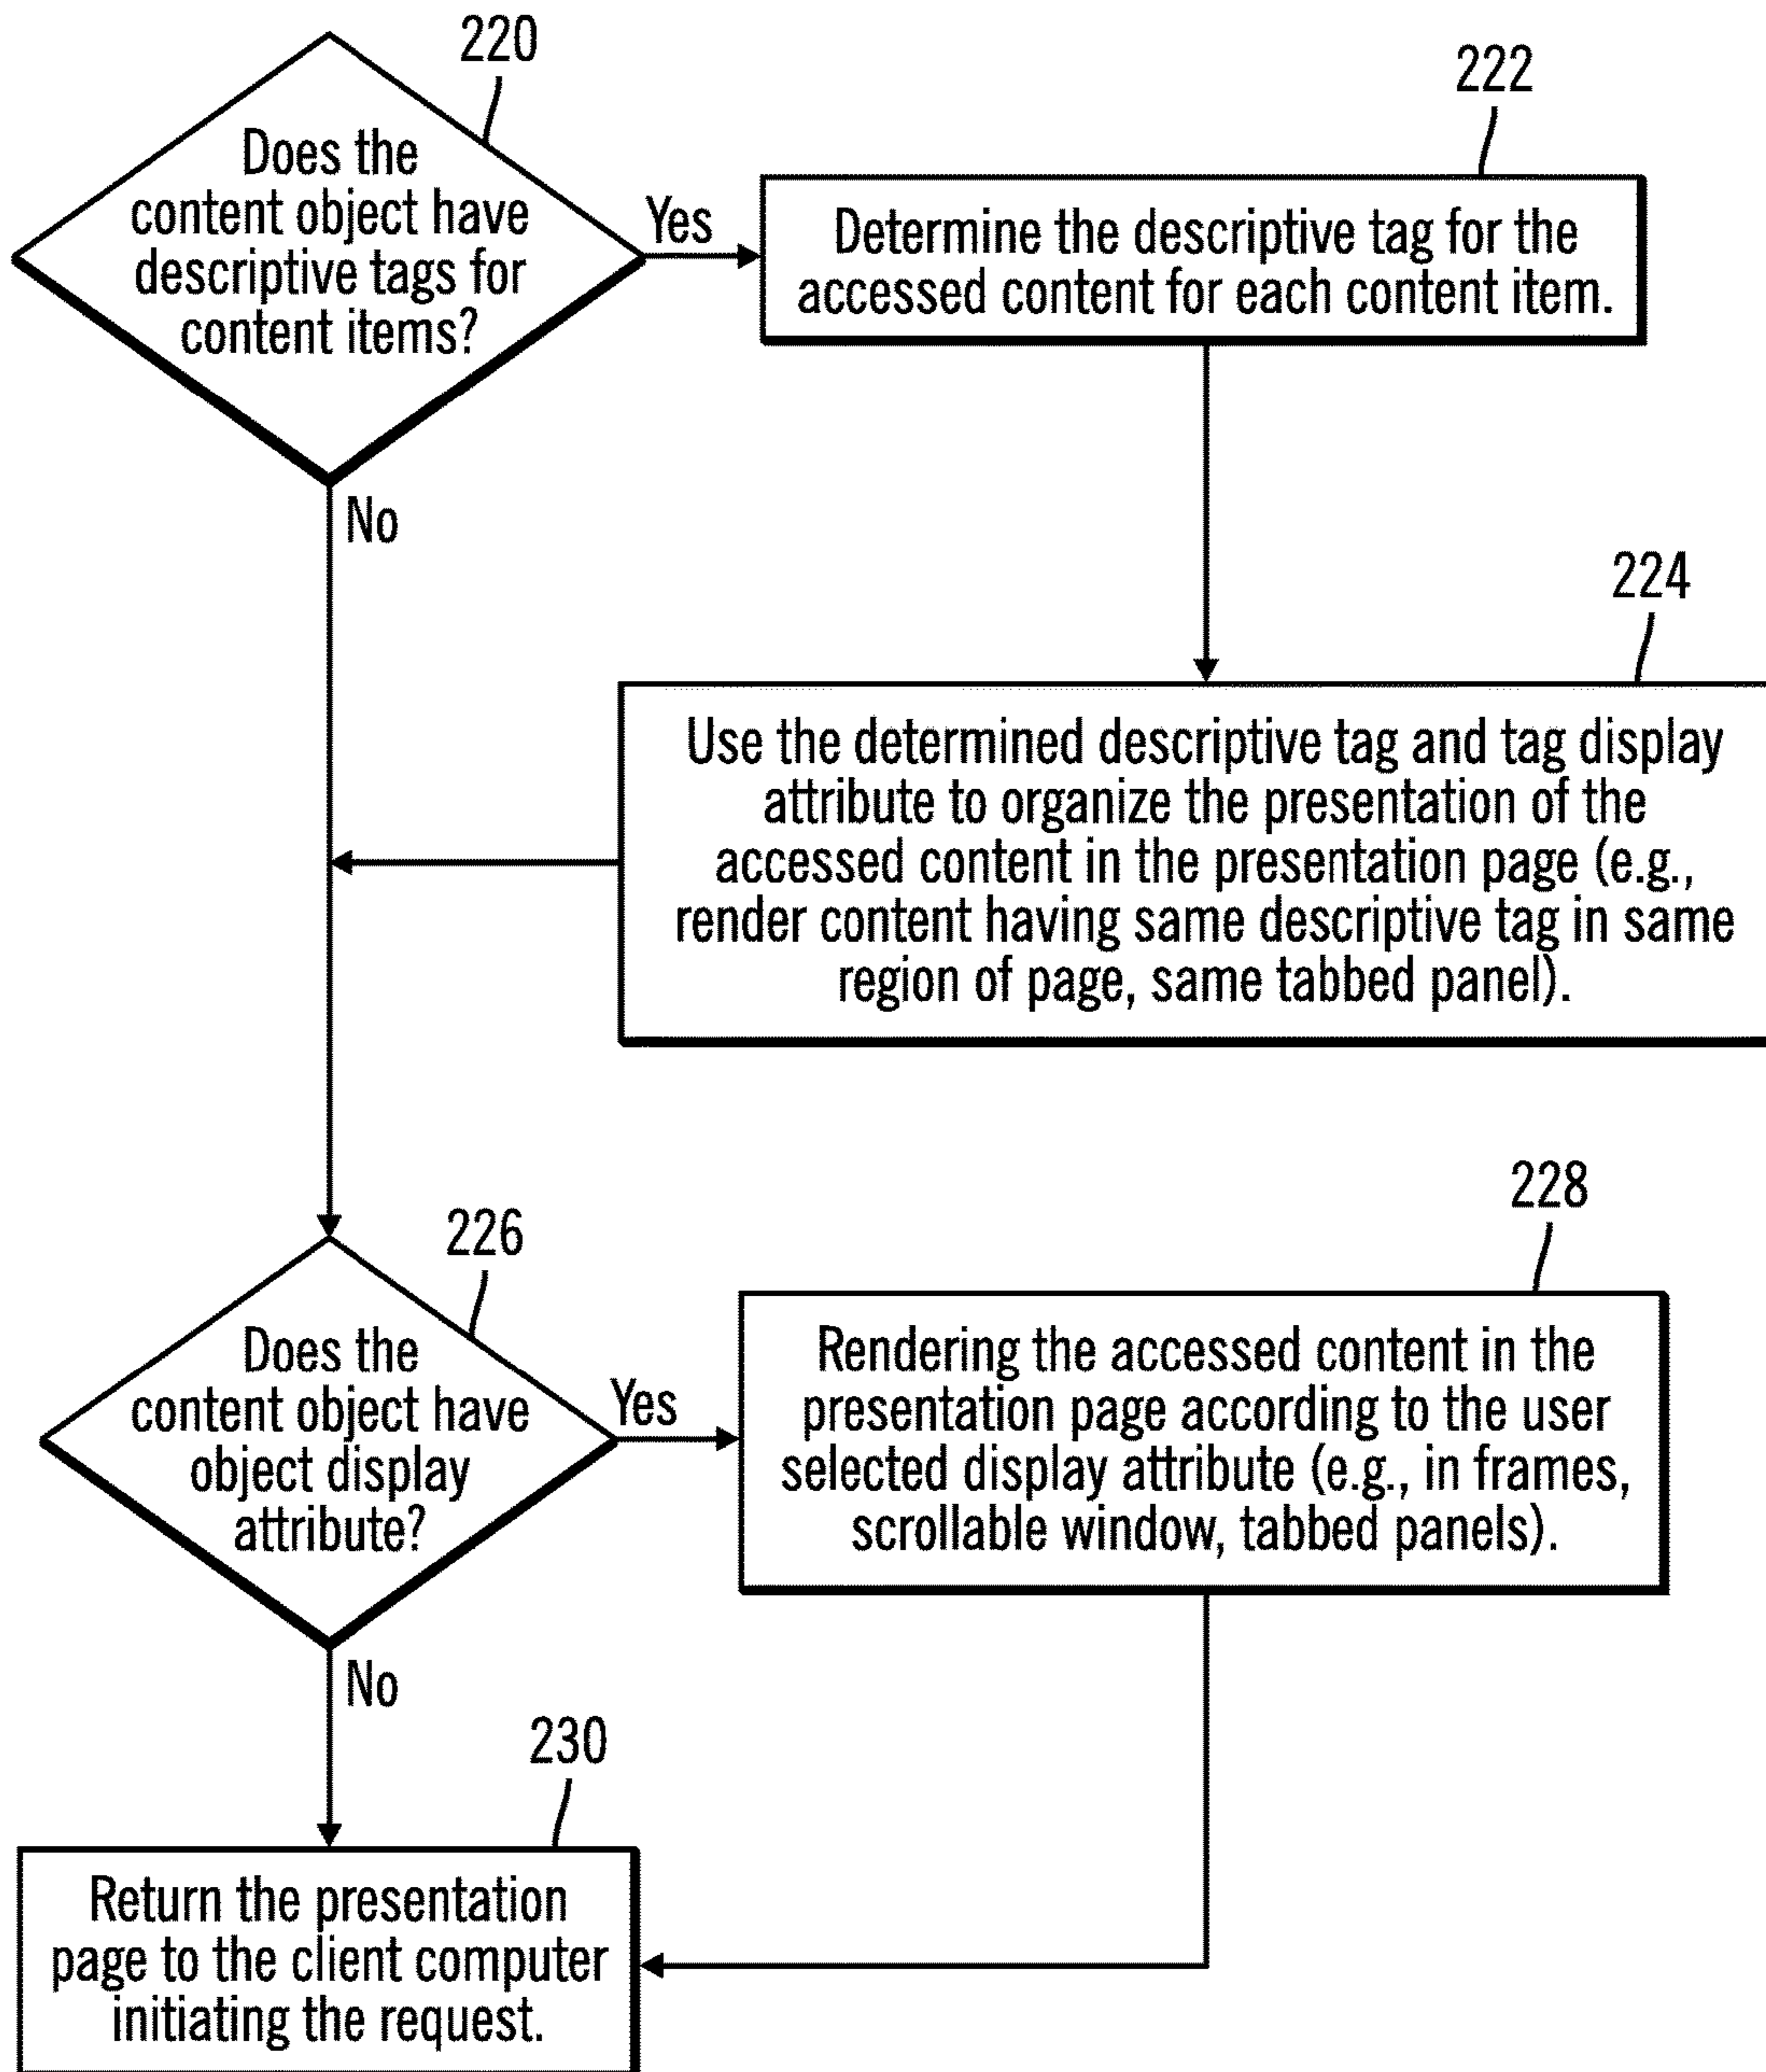 220
Does the
content object have
descriptive tags for
content items?
Yes
No
222
Determine the descriptive tag for the
accessed content for each content item.
224
Use the determined descriptive tag and tag display
attribute to organize the presentation of the
accessed content in the presentation page (e.g.,
render content having same descriptive tag in same
region of page, same tabbed panel).
226
Does the
content object have
object display
attribute?
Yes
No
228
Rendering the accessed content in the
presentation page according to the user
selected display attribute (e.g., in frames,
scrollable window, tabbed panels).
230
Return the presentation
page to the client computer
initiating the request.